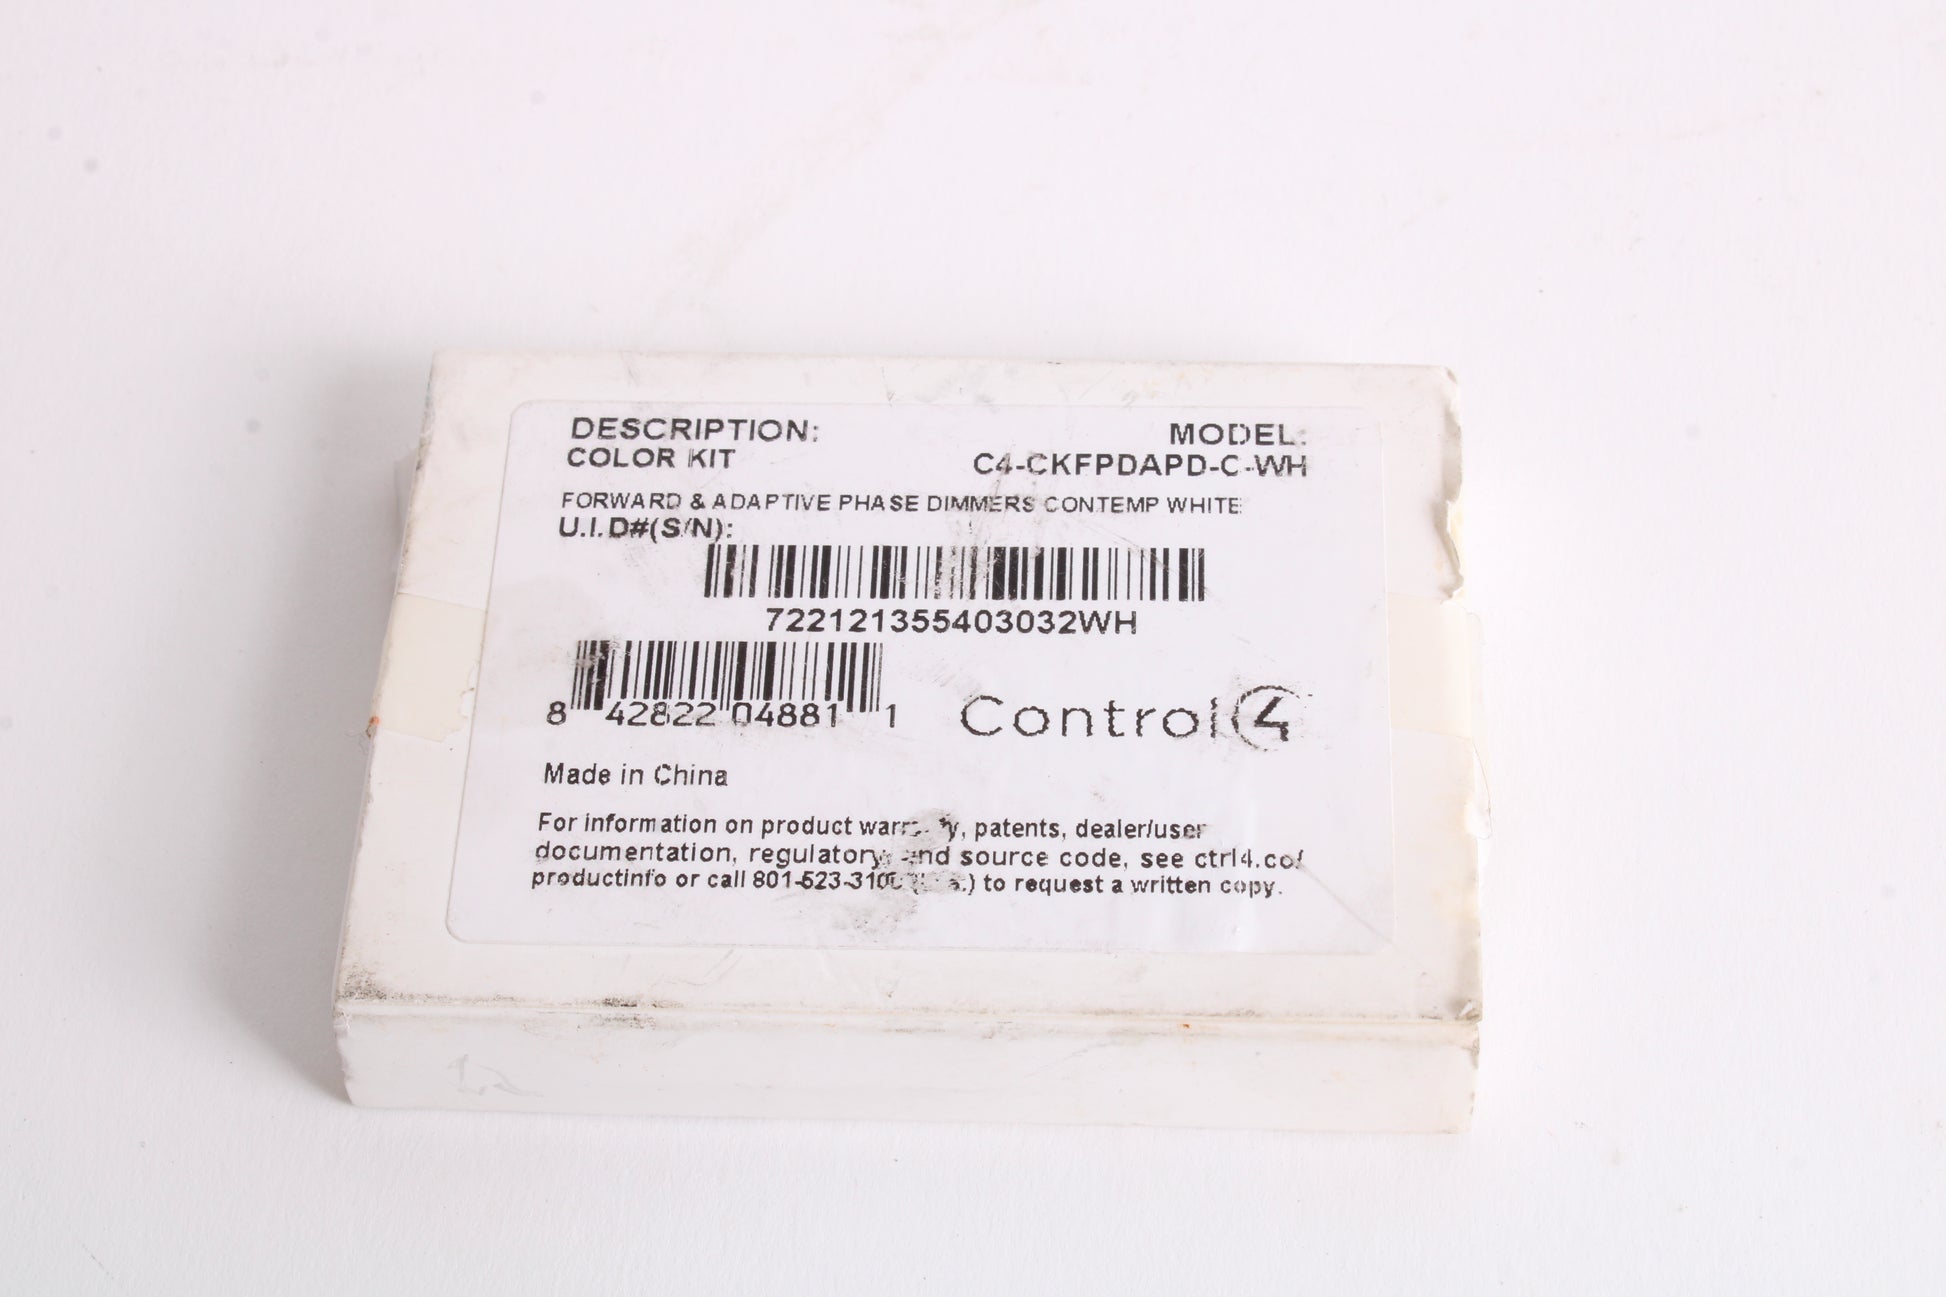 DESCRIPTION: MODEL:
COLOR KIT C4-CKFPDAPD-C-WH
FORWARD & ADAPTIVE PHASE DIMMERS CONTEMP WHITE
U.I.D#(S/N):
722121355403032WH
8 42822 04881 1
Control4
Made in China
For information on product patents, dealer/user
documentation, regulatory, and source code, see ctrl4.co/
productinfo or call to request a written copy.